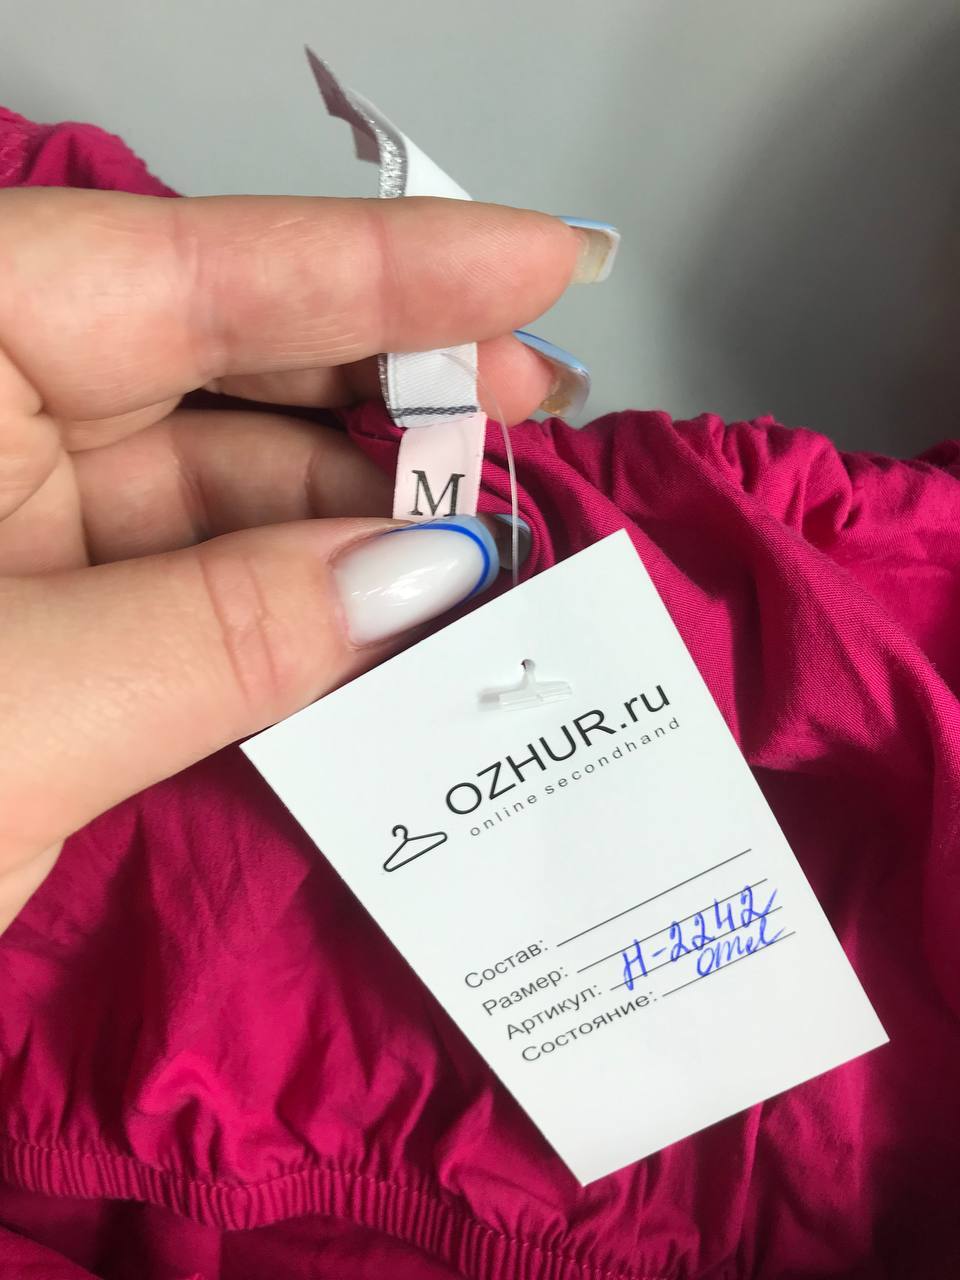 M
OZHUR.ru
online secondhand
Состав:
Размер:
Артикул: H-2242
Состояние: отл